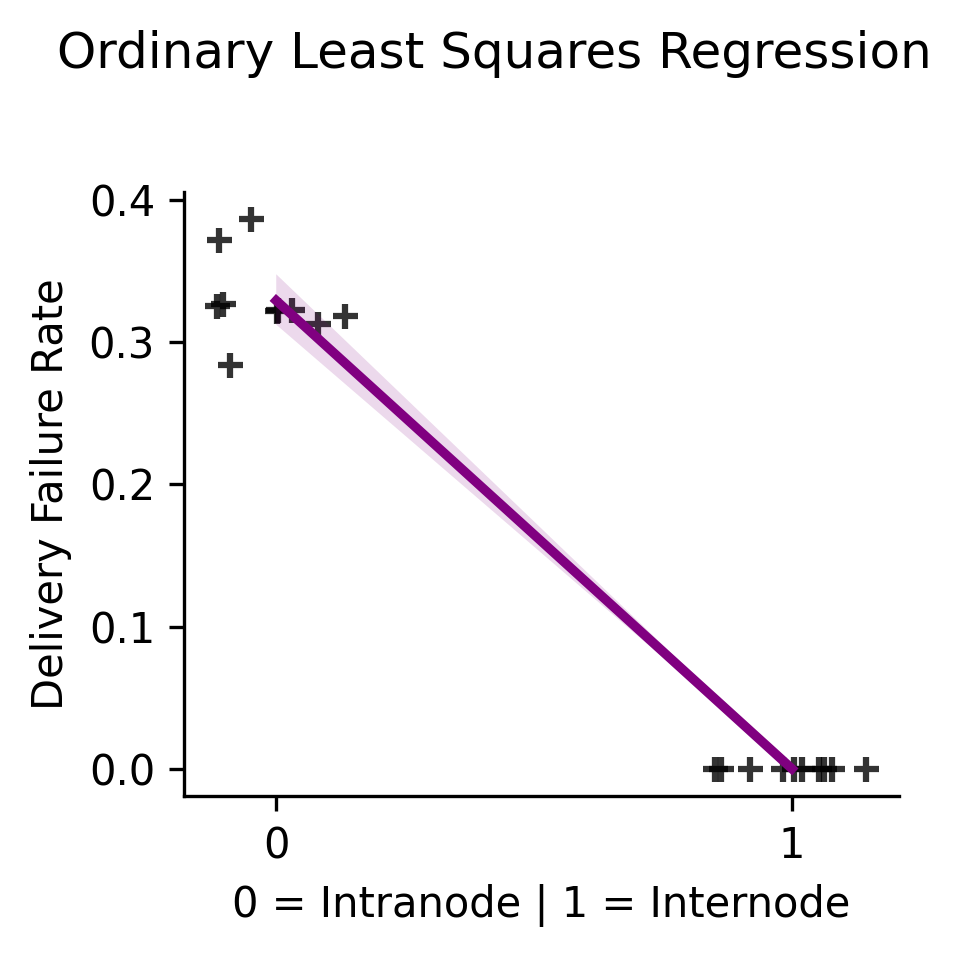 Ordinary Least Squares Regression
Delivery Failure Rate
0.4
0.3
0.2
0.1
0.0
0 1
0 = Intranode | 1 = Internode